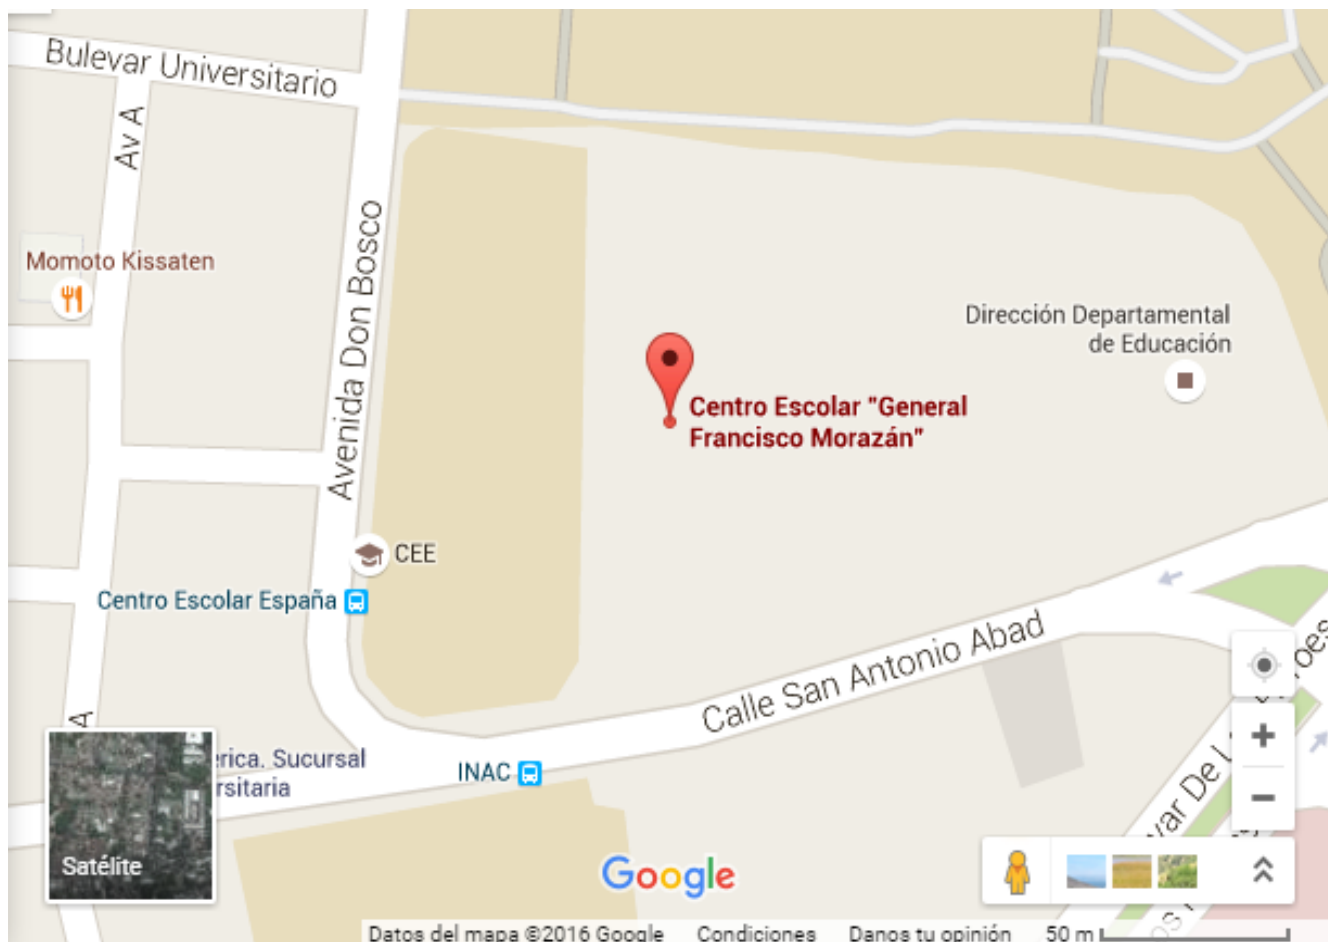 Bulevar Universitario
Av A
Avenida Don Bosco
Momoto Kissaten
Dirección Departamental
de Educación
Centro Escolar "General
Francisco Morazán"
CEE
Centro Escolar España
Calle San Antonio Abad
A
Sucursal
INAC
Satélite
Google
Datos del mapa ©2016 Google
Condiciones
Danos tu opinión
50 m